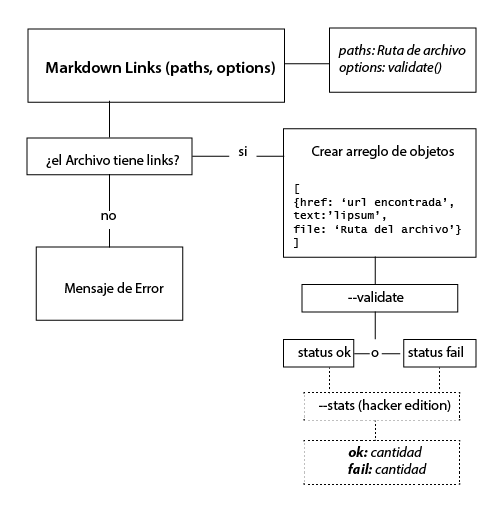 Markdown Links (paths, options)
paths: Ruta de archivo
options: validate()
¿el Archivo tiene links?
si
Crear arreglo de objetos
[
{href: ‘url encontrada’,
text:’lipsum’,
file: ‘Ruta del archivo’}
]
no
Mensaje de Error
--validate
status ok
o
status fail
--stats (hacker edition)
ok: cantidad
fail: cantidad